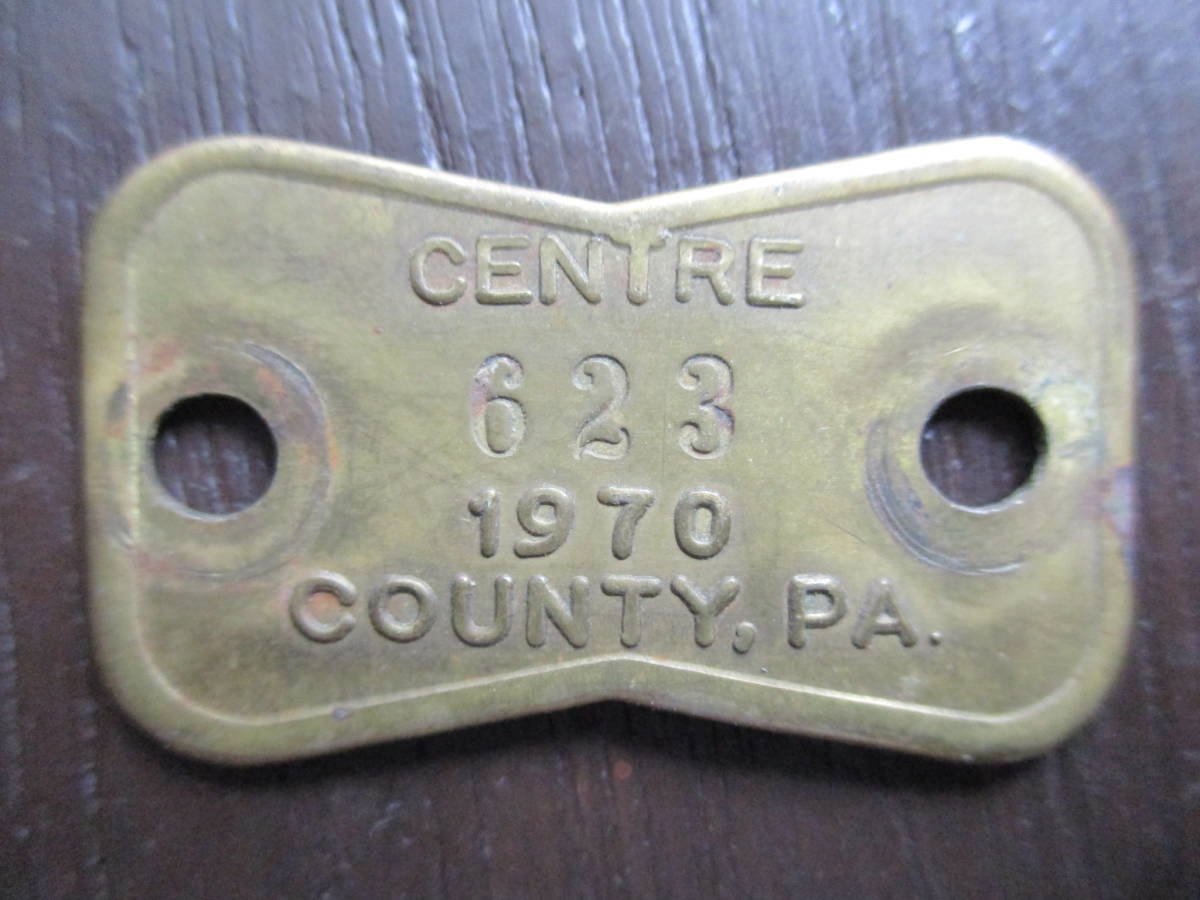 CENTRE
623
1970
COUNTY, PA.